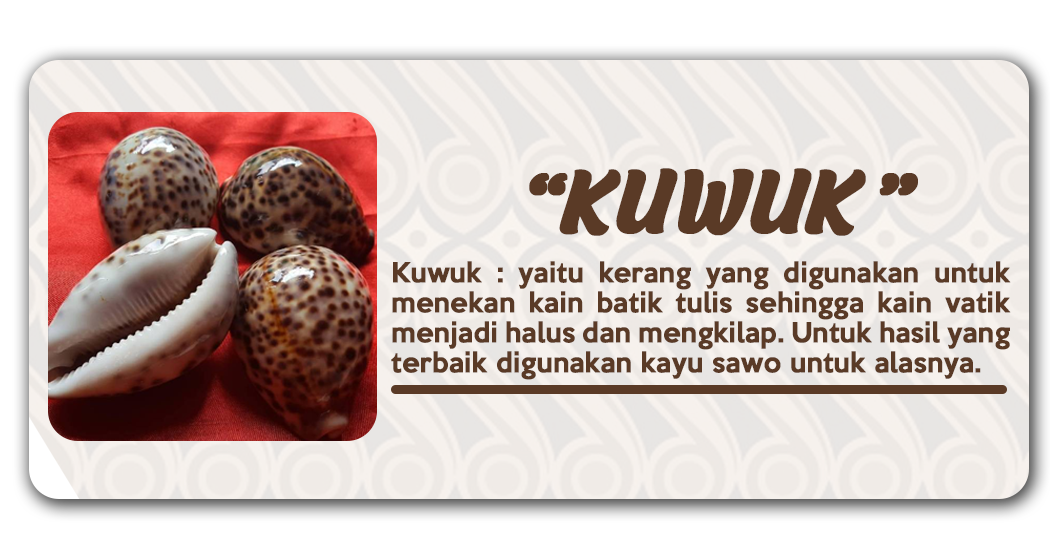 “KUWUK”
Kuwuk : yaitu kerang yang digunakan untuk
menekan kain batik tulis sehingga kain vatik
menjadi halus dan mengkilap. Untuk hasil yang
terbaik digunakan kayu sawo untuk alasnya.